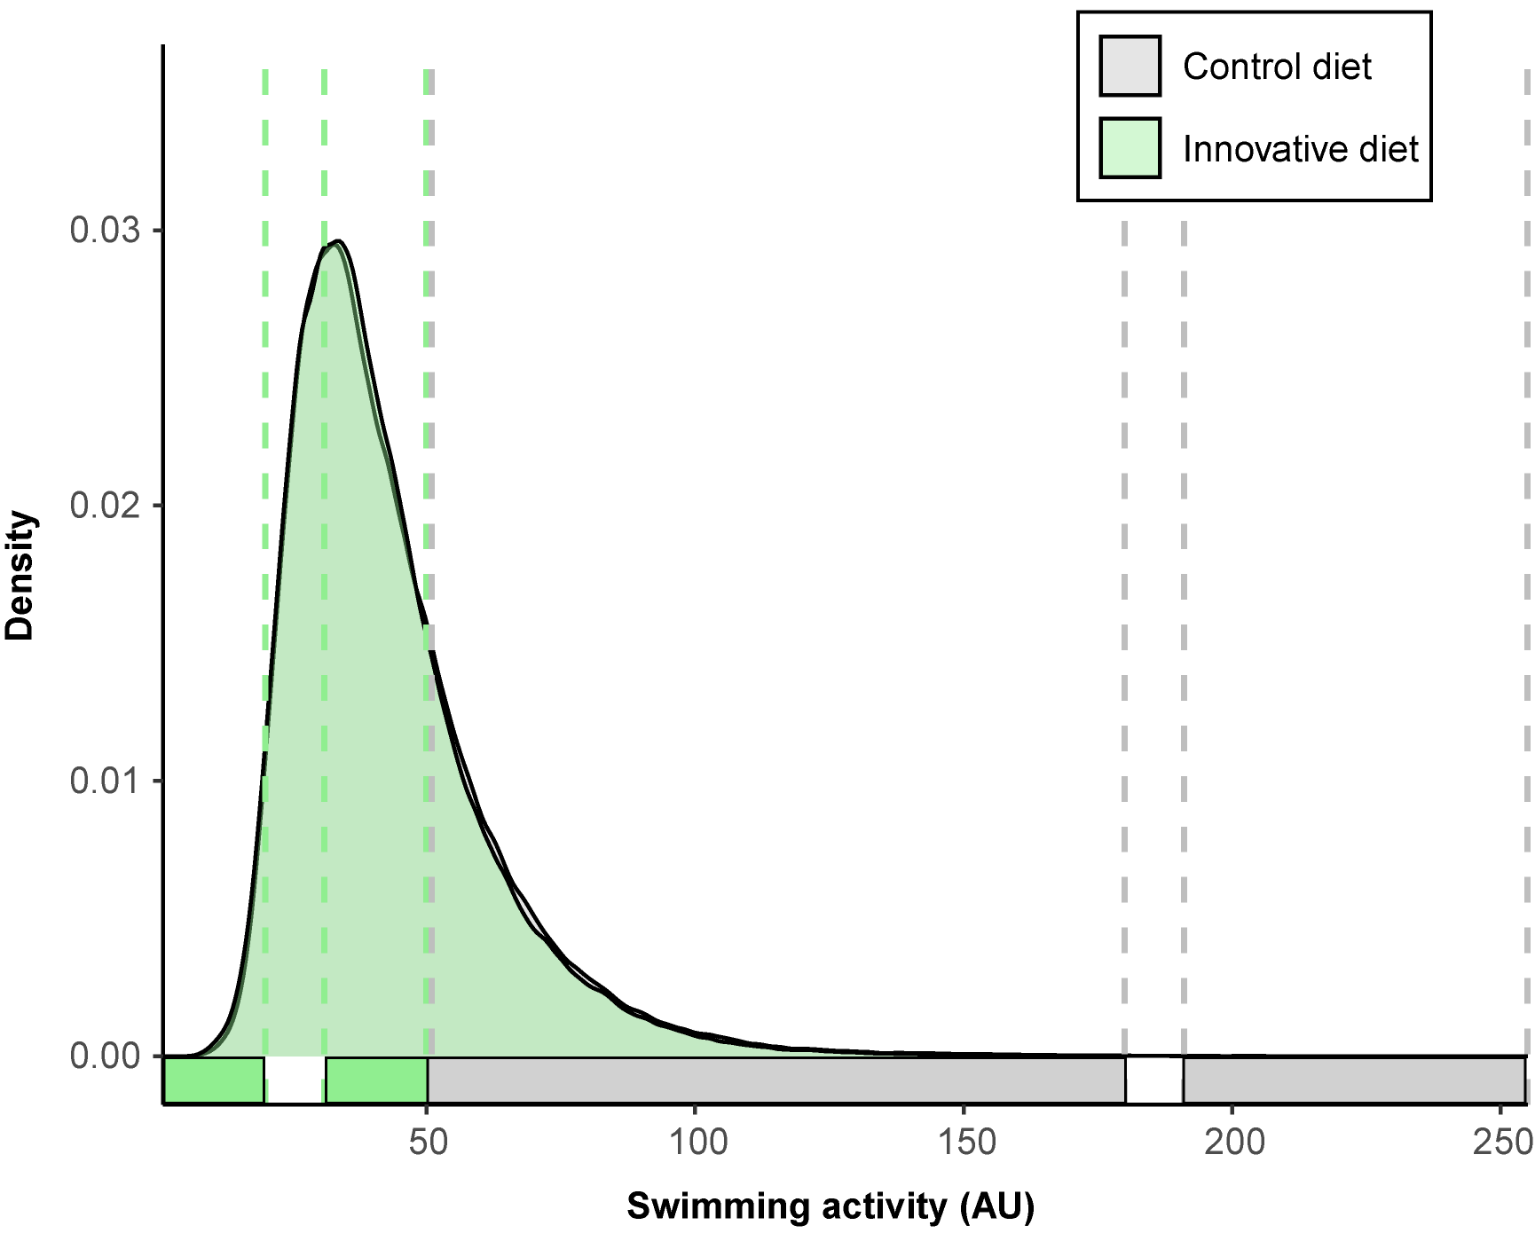 Control diet
Innovative diet
0.03
0.02
0.01
0.00
Density
50
100
150
200
250
Swimming activity (AU)